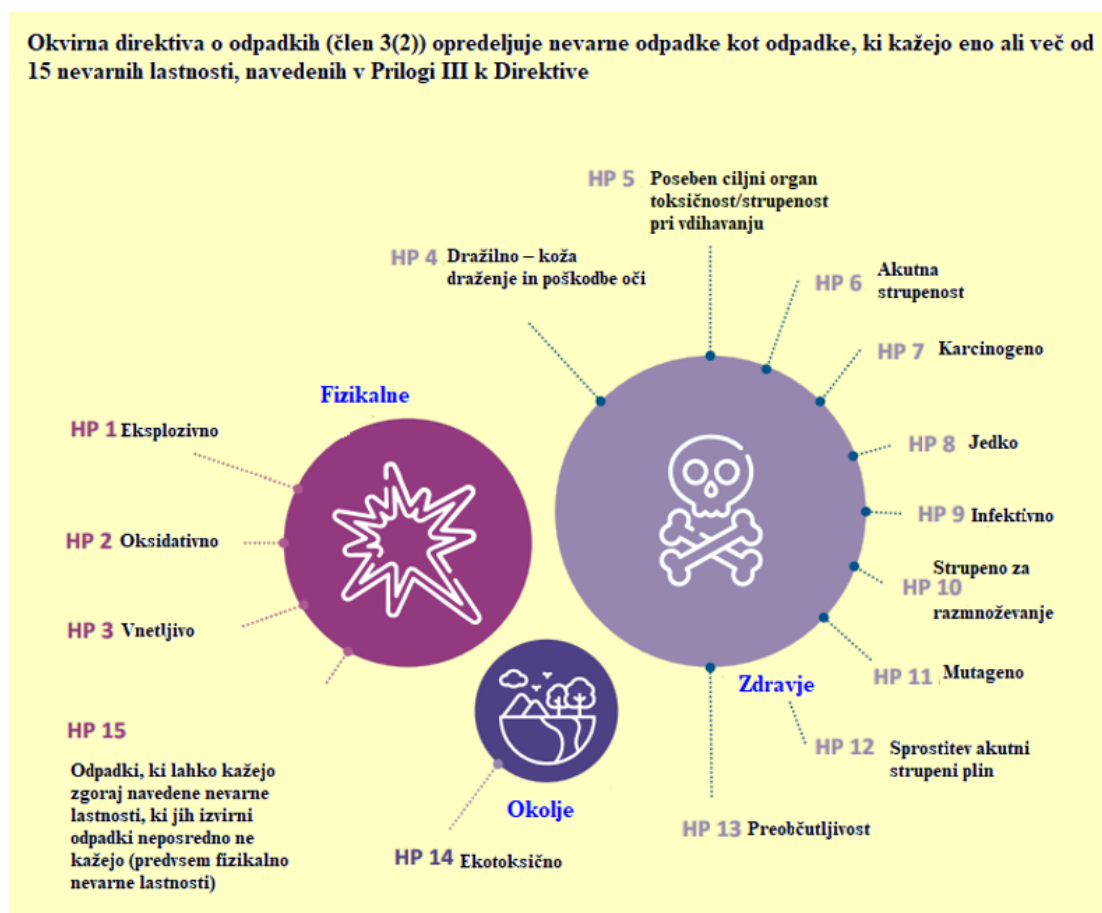 Okvirna direktiva o odpadkih (člen 3(2)) opredeljuje nevarne odpadke kot odpadke, ki kažejo eno ali več od
15 nevarnih lastnosti, navedenih v Prilogi III k Direktive
HP 5 Poseben ciljni organ
toksičnost/strupenost
pri vdihavanju
HP 4 Dražilno – koža
draženje in poškodbe oči
HP 6 Akutna
strupenost
HP 7 Karcinogeno
Fizikalne
HP 1 Eksplozivno
HP 8 Jedko
HP 9 Infektívno
HP 2 Oksidativno
HP 10 Strupeno za
razmnoževanje
HP 3 Vnetljivo
HP 11 Mutageno
Zdravje
HP 15
Odpadki, ki lahko kažejo
zgoraj navedene nevarne
lastnosti, ki jih izvirni
odpadki neposredno ne
kažejo (predvsem fizikalno
nevarne lastnosti)
HP 12 Sprostitev akutni
strupeni plin
Okolje
HP 13 Preobčutljivost
HP 14 Ekotoksično